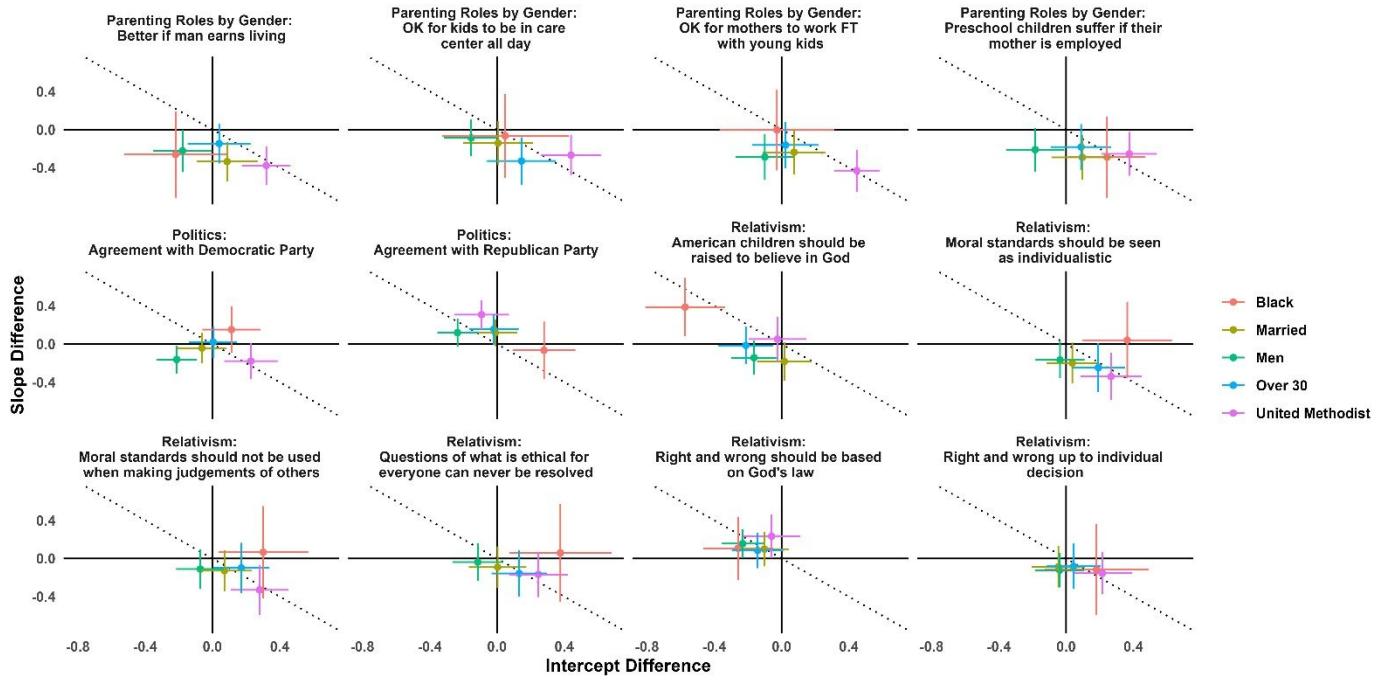 Parenting Roles by Gender:
Better if man earns living
Parenting Roles by Gender:
OK for kids to be in care
center all day
Parenting Roles by Gender:
OK for mothers to work FT
with young kids
Parenting Roles by Gender:
Preschool children suffer if their
mother is employed
0.4
0.0
-0.4
Politics:
Agreement with Democratic Party
Politics:
Agreement with Republican Party
Relativism:
American children should be
raised to believe in God
Relativism:
Moral standards should be seen
as individualistic
0.4
0.0
-0.4
Slope Difference
Black
Married
Men
Over 30
United Methodist
Relativism:
Moral standards should not be used
when making judgements of others
Relativism:
Questions of what is ethical for
everyone can never be resolved
Relativism:
Right and wrong should be based
on God's law
Relativism:
Right and wrong up to individual
decision
0.4
0.0
-0.4
-0.8 -0.4 0.0 0.4 -0.8 -0.4 0.0 0.4 -0.8 -0.4 0.0 0.4 -0.8 -0.4 0.0 0.4
Intercept Difference